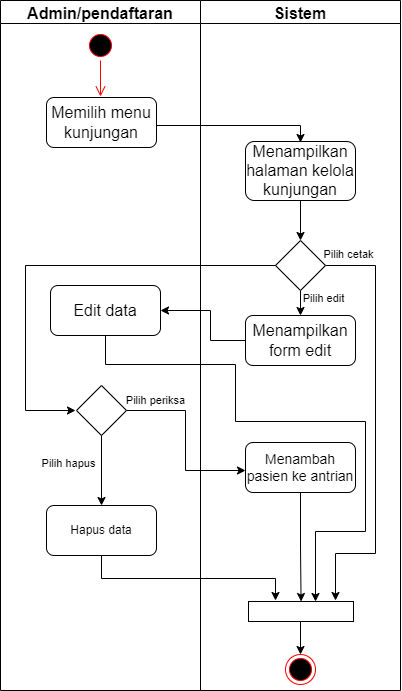 Admin/pendaftaran
Sistem
Memilih menu
kunjungan
Menampilkan
halaman kelola
kunjungan
Pilih cetak
Pilih edit
Edit data
Menampilkan
form edit
Pilih periksa
Pilih hapus
Menambah
pasien ke antrian
Hapus data